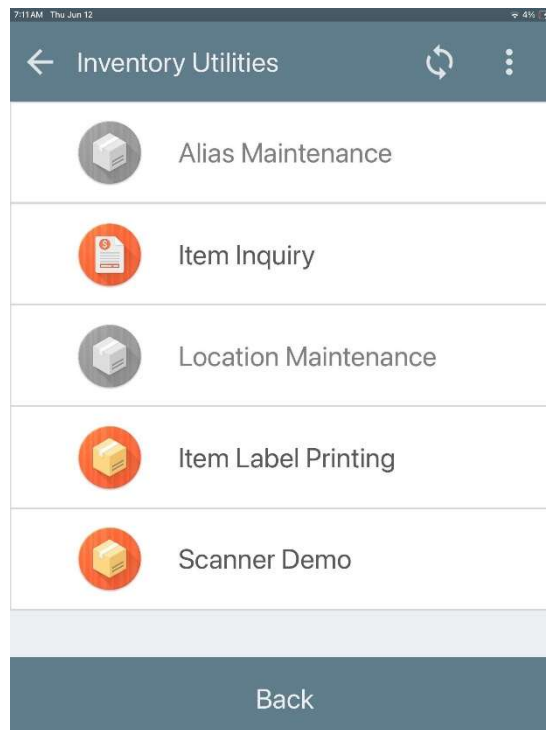 7:11 AM Thu Jun 12
4%
Inventory Utilities
Alias Maintenance
Item Inquiry
Location Maintenance
Item Label Printing
Scanner Demo
Back